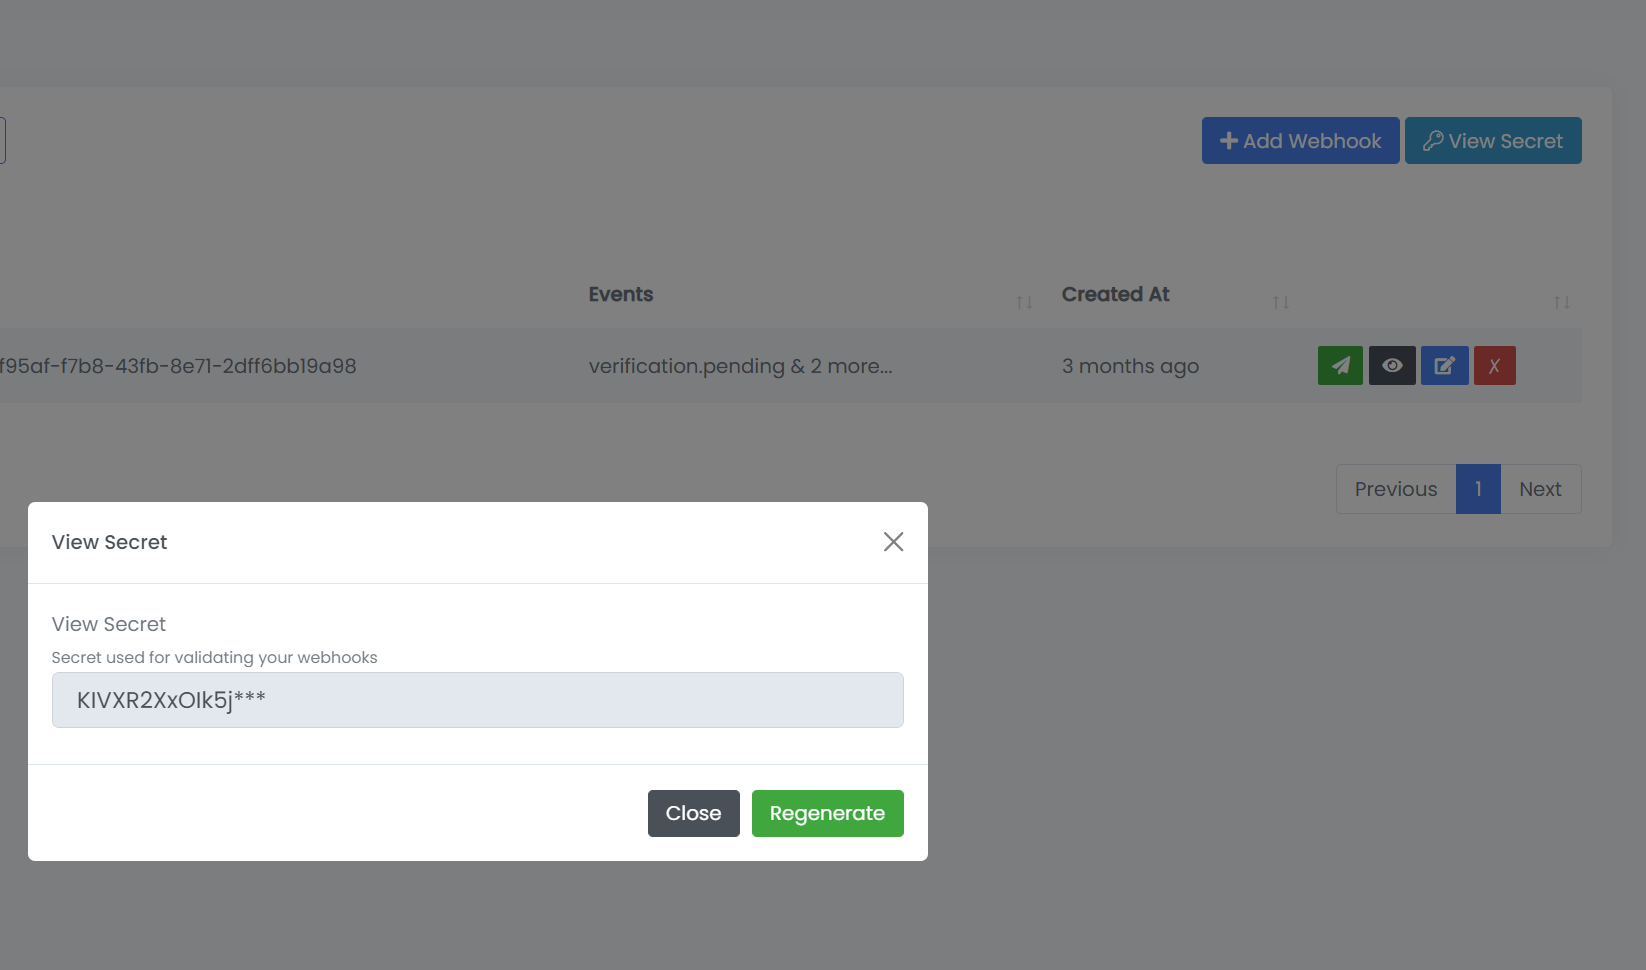 Add Webhook View Secret
Events Created At
f95af-f7b8-43fb-8e71-2dff6bb19a98 verification.pending & 2 more... 3 months ago
Previous 1 Next
View Secret
View Secret
Secret used for validating your webhooks
KIVXR2XxOIk5j***
Close Regenerate